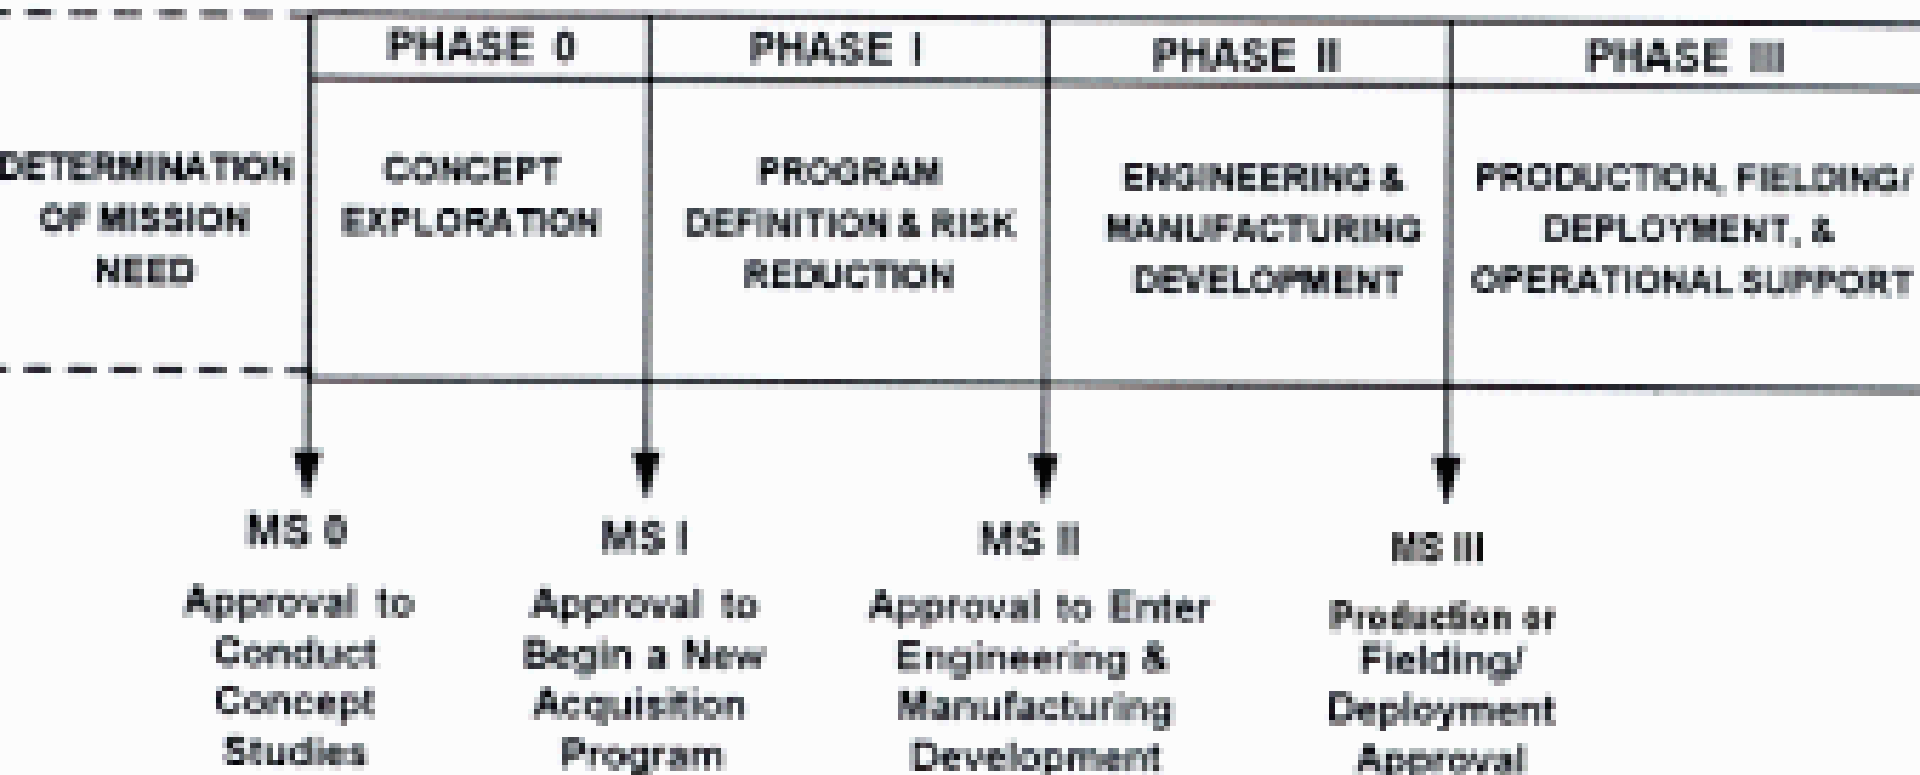 PHASE 0
PHASE I
PHASE II
PHASE III
DETERMINATION
OF MISSION
NEED
CONCEPT
EXPLORATION
PROGRAM
DEFINITION & RISK
REDUCTION
ENGINEERING &
MANUFACTURING
DEVELOPMENT
PRODUCTION, FIELDING/
DEPLOYMENT, &
OPERATIONAL SUPPORT
MS 0
Approval to
Conduct
Concept
Studies
MS I
Approval to
Begin a New
Acquisition
Program
MS II
Approval to Enter
Engineering &
Manufacturing
Development
MS III
Production or
Fielding/
Deployment
Approval